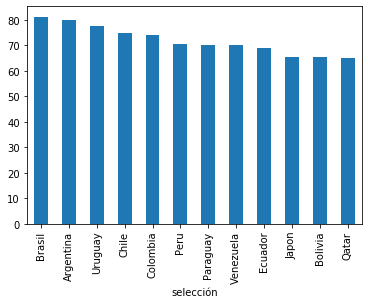 80
70
60
50
40
30
20
10
0
Brasil
Argentina
Uruguay
Chile
Colombia
Peru
Paraguay
Venezuela
Ecuador
Japon
Bolivia
Qatar
selección